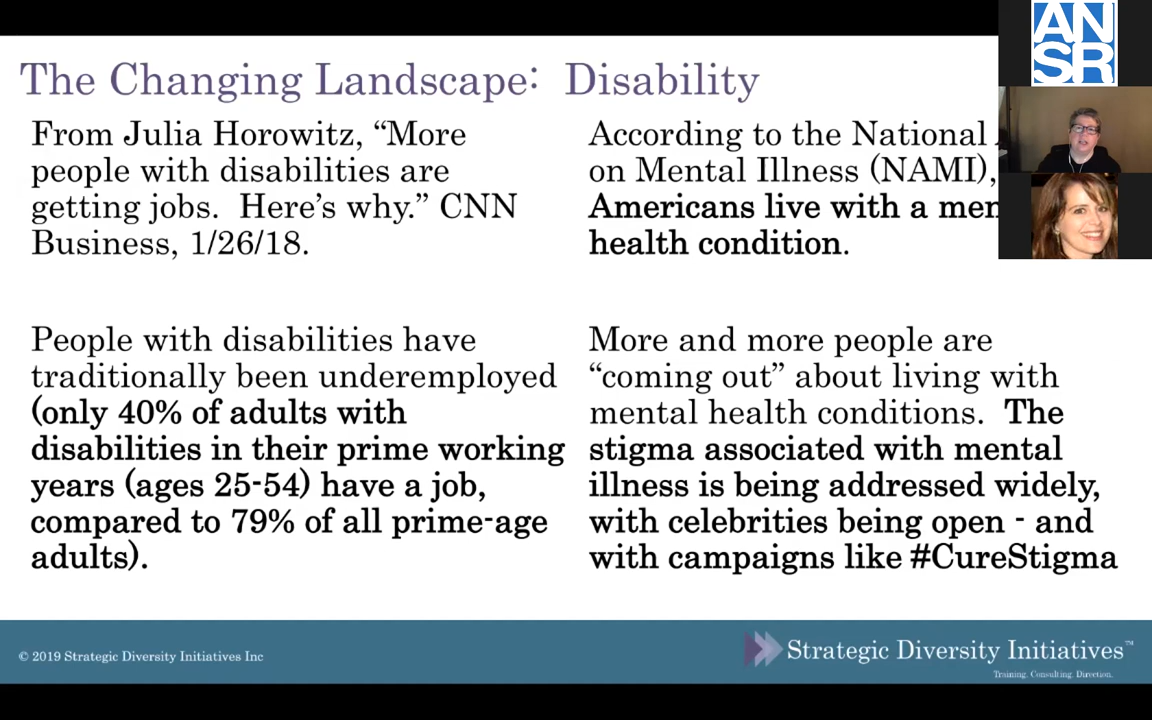 The Changing Landscape: Disability
From Julia Horowitz, “More
people with disabilities are
getting jobs. Here’s why.” CNN
Business, 1/26/18.
People with disabilities have
traditionally been underemployed
(only 40% of adults with
disabilities in their prime working
years (ages 25-54) have a job,
compared to 79% of all prime-age
adults).
According to the National
on Mental Illness (NAMI),
Americans live with a
health condition.
More and more people are
“coming out” about living with
mental health conditions. The
stigma associated with mental
illness is being addressed widely,
with celebrities being open - and
with campaigns like #CureStigma
AN
SR
© 2019 Strategic Diversity Initiatives Inc
Strategic Diversity Initiatives™
Training. Consulting. Direction.